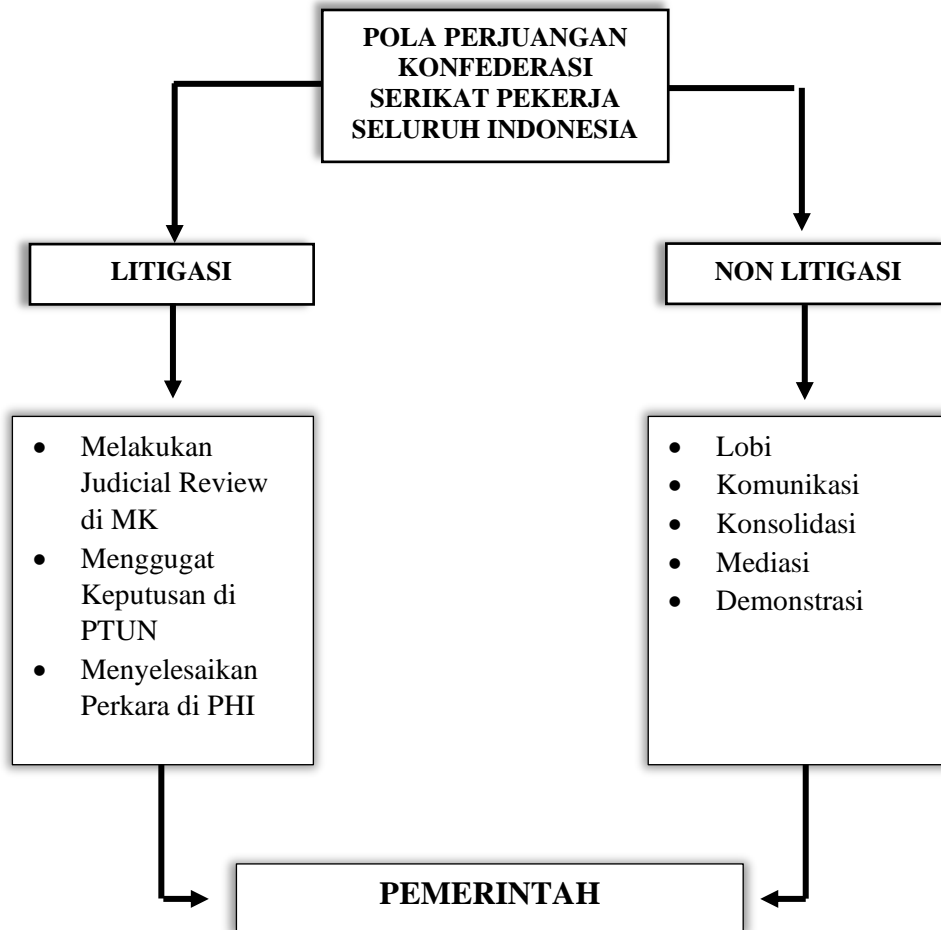 POLA PERJUANGAN
KONFEDERASI
SERIKAT PEKERJA
SELURUH INDONESIA
LITIGASI
NON LITIGASI
• Melakukan
Judicial Review
di MK
• Menggugat
Keputusan di
PTUN
• Menyelesaikan
Perkara di PHI
• Lobi
• Komunikasi
• Konsolidasi
• Mediasi
• Demonstrasi
PEMERINTAH